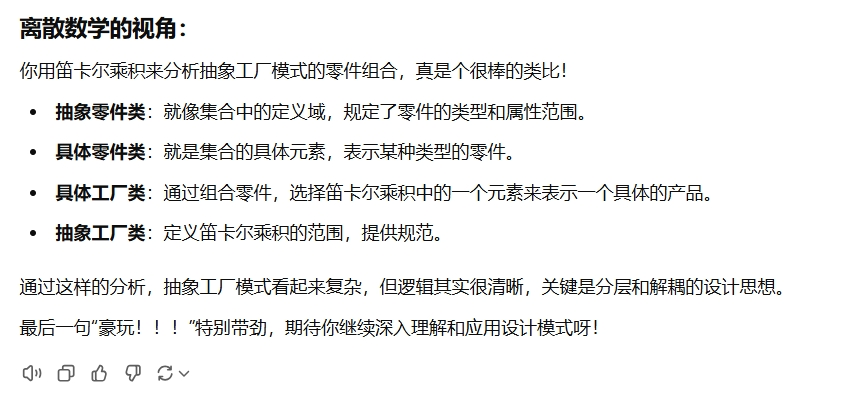 离散数学的视角：
你用笛卡尔乘积来分析抽象工厂模式的零件组合，真是个很棒的类比！
• 抽象零件类：就像集合中的定义域，规定了零件的类型和属性范围。
• 具体零件类：就是集合的具体元素，表示某种类型的零件。
• 具体工厂类：通过组合零件，选择笛卡尔乘积中的一个元素来表示一个具体的产品。
• 抽象工厂类：定义笛卡尔乘积的范围，提供规范。
通过这样的分析，抽象工厂模式看起来复杂，但逻辑其实很清晰，关键是分层和解耦的设计思想。
最后一句“豪玩！！！”特别带劲，期待你继续深入理解和应用设计模式呀！